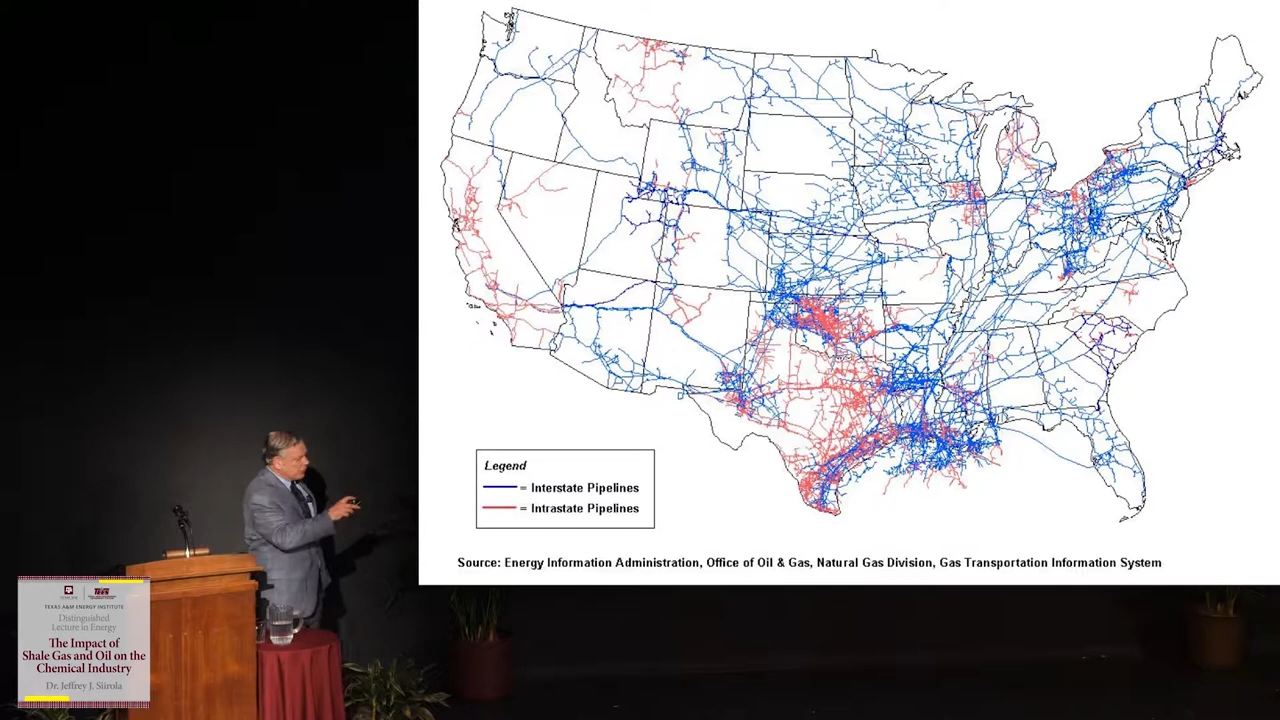 Legend
= Interstate Pipelines
= Intrastate Pipelines
Source: Energy Information Administration, Office of Oil & Gas, Natural Gas Division, Gas Transportation Information System
TEXAS A&M ENERGY INSTITUTE
Distinguished
Lecture in Energy
The Impact of
Shale Gas and Oil on the
Chemical Industry
Dr. Jeffrey J. Siirola